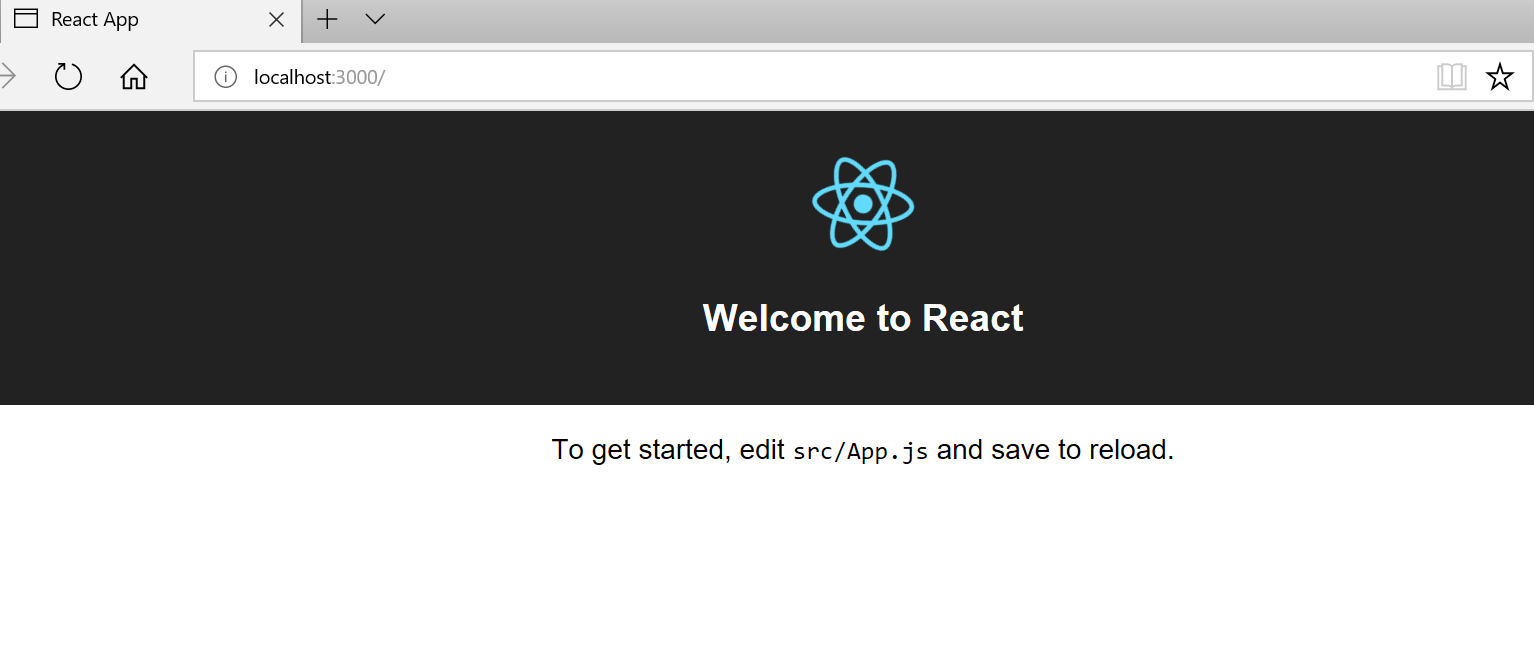 React App
localhost:3000/
Welcome to React
To get started, edit src/App.js and save to reload.